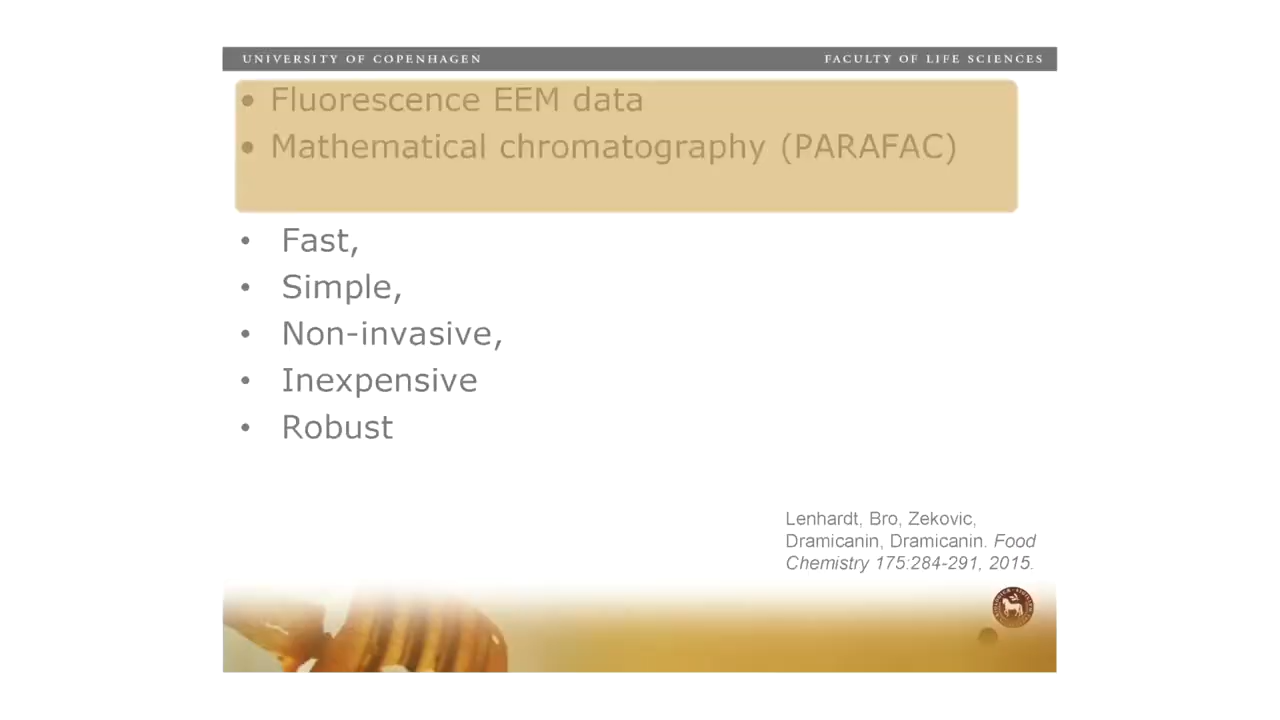 UNIVERSITY OF COPENHAGEN
FACULTY OF LIFE SCIENCES
• Fluorescence EEM data
• Mathematical chromatography (PARAFAC)
• Fast,
• Simple,
• Non-invasive,
• Inexpensive
• Robust
Lenhardt, Bro, Zekovic,
Dramicanin, Dramicanin. Food
Chemistry 175:284-291, 2015.